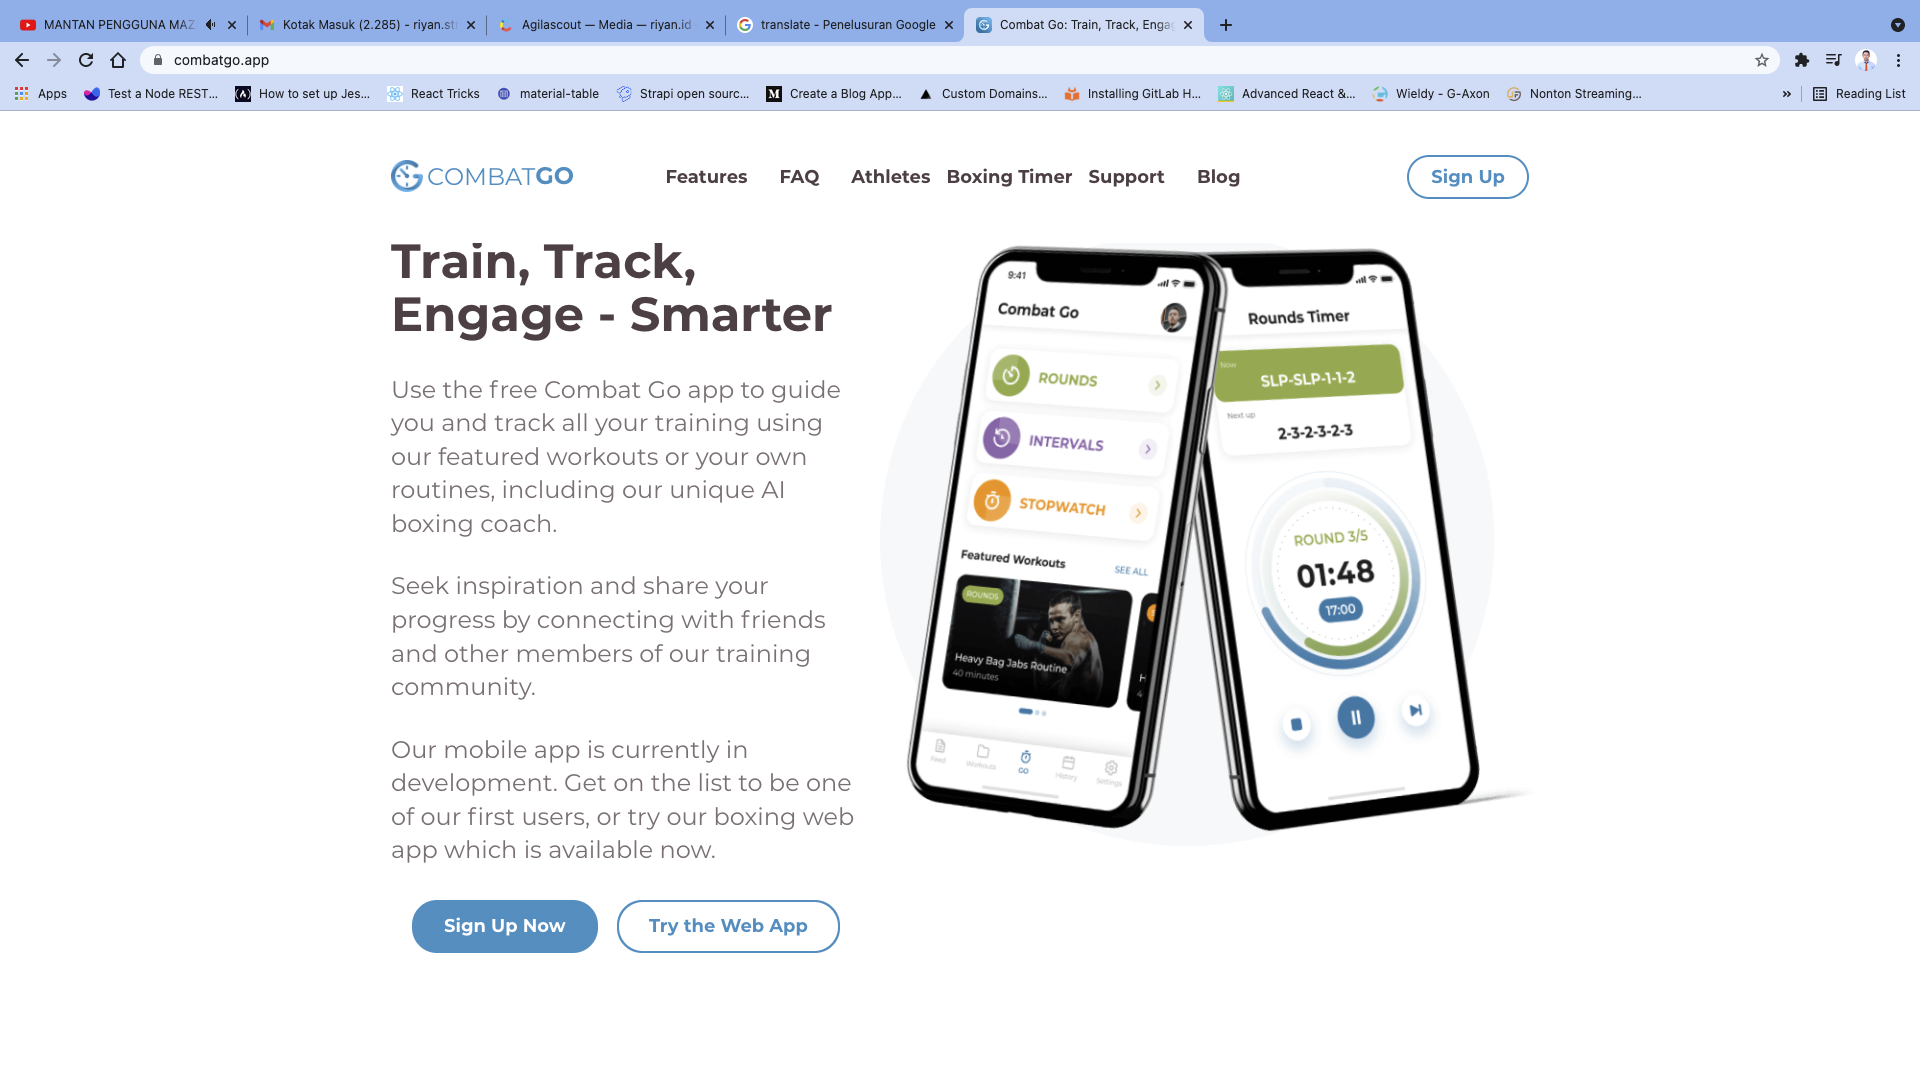 MANTAN PENGGUNA MAZ
Kotak Masuk (2.285) - riyan.str
Agilascout — Media — riyan.id
translate - Penelusuran Google
Combat Go: Train, Track, Engag
combatgo.app
Apps
Test a Node REST...
How to set up Jes...
React Tricks
material-table
Strapi open sourc...
Create a Blog App...
Custom Domains...
Installing GitLab H...
Advanced React &...
Wieldy - G-Axon
Nonton Streaming...
»
Reading List
COMBATGO
Features
FAQ
Athletes
Boxing Timer
Support
Blog
Sign Up
Train, Track,
Engage - Smarter
Use the free Combat Go app to guide
you and track all your training using
our featured workouts or your own
routines, including our unique AI
boxing coach.
Seek inspiration and share your
progress by connecting with friends
and other members of our training
community.
Our mobile app is currently in
development. Get on the list to be one
of our first users, or try our boxing web
app which is available now.
Sign Up Now
Try the Web App
9:41
Combat Go
ROUNDS
INTERVALS
STOPWATCH
Featured Workouts
SEE ALL
ROUNDS
Heavy Bag Jabs Routine
40 minutes
H
4
Feed
Workouts
GO
History
Settings
Rounds Timer
Now
SLP-SLP-1-1-2
Next up
2-3-2-3-2-3
ROUND 3/5
01:48
17:00